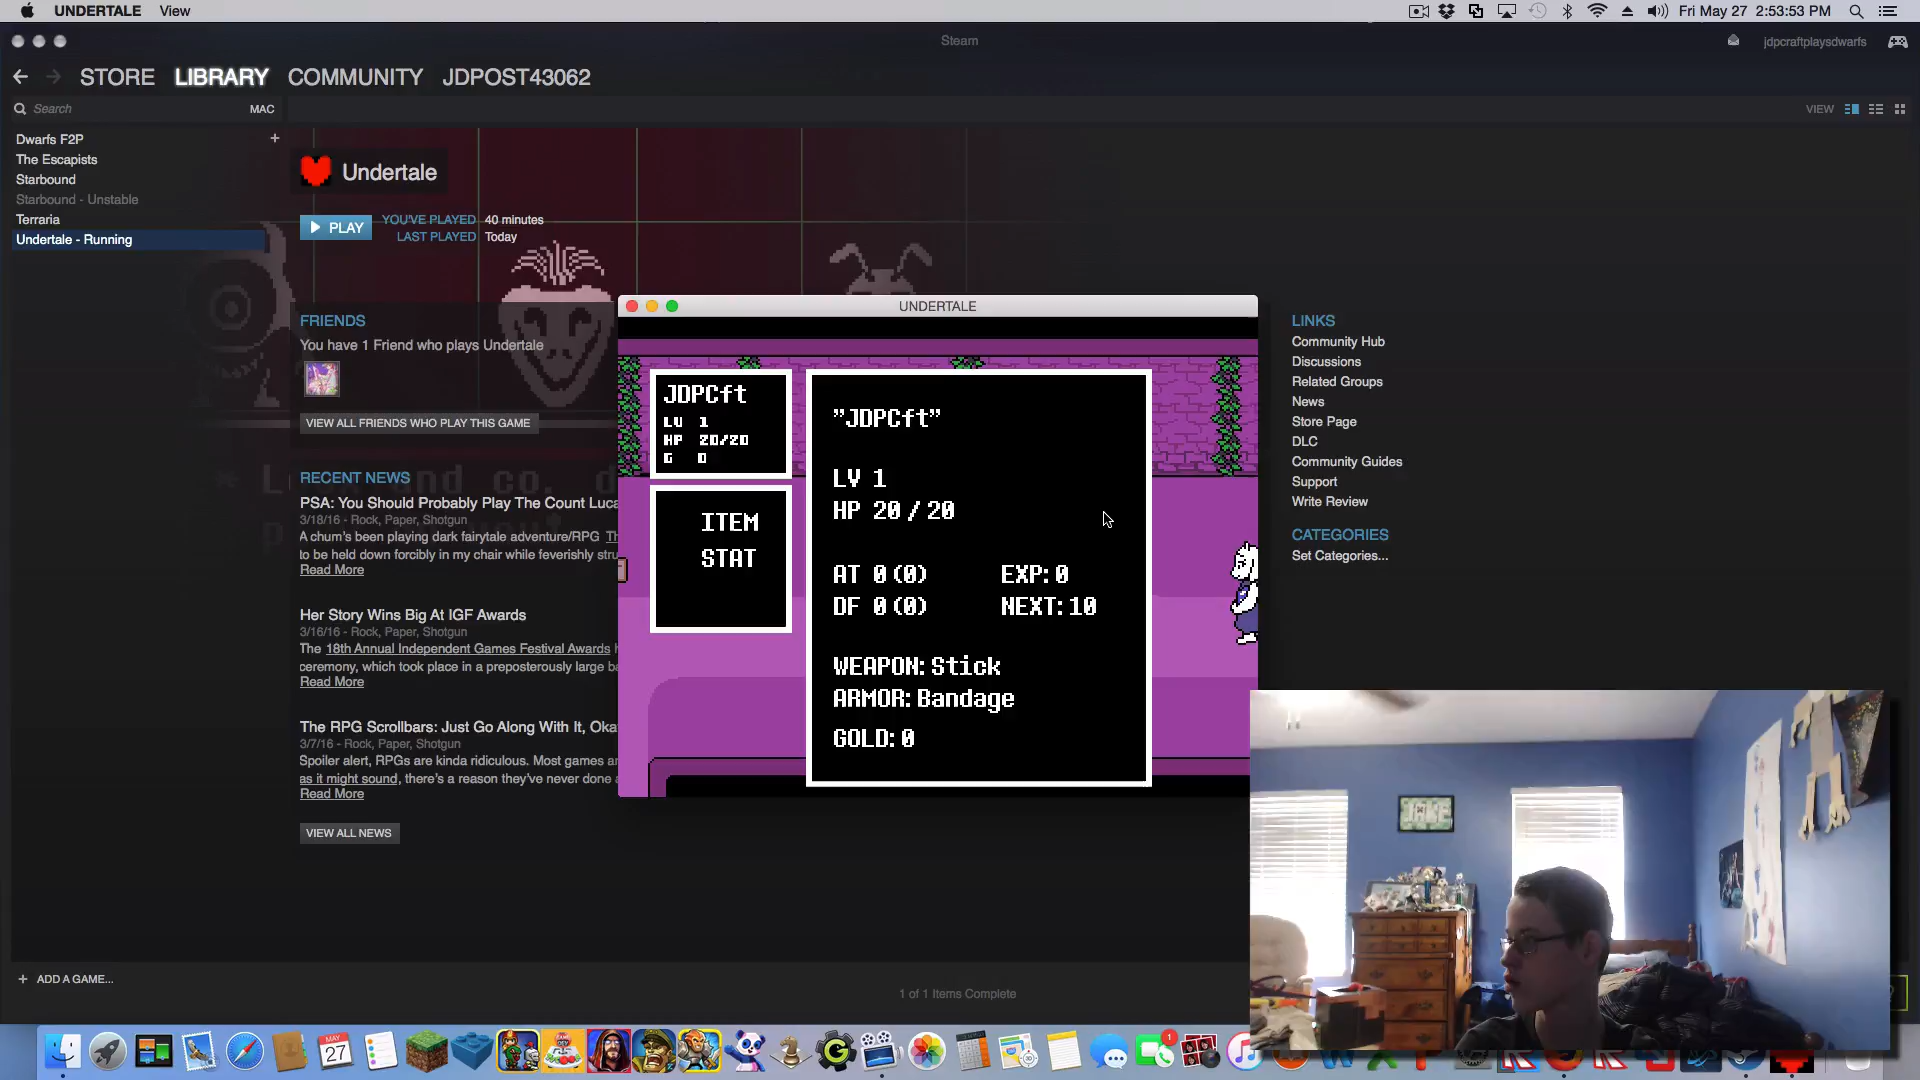 UNDERTALE View
Fri May 27 2:53:53 PM
Steam
jdpcraftplaysdwarfs
STORE LIBRARY COMMUNITY JDPOST43062
Search MAC
VIEW
Dwarfs F2P
The Escapists
Starbound
Starbound - Unstable
Terraria
Undertale - Running
Undertale
PLAY
YOU'VE PLAYED 40 minutes
LAST PLAYED Today
FRIENDS
You have 1 Friend who plays Undertale
VIEW ALL FRIENDS WHO PLAY THIS GAME
RECENT NEWS
PSA: You Should Probably Play The Count Luca
3/18/16 - Rock, Paper, Shotgun
A chum's been playing dark fairytale adventure/RPG Th
to be held down forcibly in my chair while feverishly stru
Read More
Her Story Wins Big At IGF Awards
3/16/16 - Rock, Paper, Shotgun
The 18th Annual Independent Games Festival Awards h
ceremony, which took place in a preposterously large ba
Read More
The RPG Scrollbars: Just Go Along With It, Oka
3/7/16 - Rock, Paper, Shotgun
Spoiler alert, RPGs are kinda ridiculous. Most games ar
as it might sound, there's a reason they've never done a
Read More
VIEW ALL NEWS
UNDERTALE
JDPCft
LV 1
HP 20/20
G 0
ITEM
STAT
"JDPCft"
LV 1
HP 20 / 20
AT 0 (0) EXP: 0
DF 0 (0) NEXT: 10
WEAPON: Stick
ARMOR: Bandage
GOLD: 0
LINKS
Community Hub
Discussions
Related Groups
News
Store Page
DLC
Community Guides
Support
Write Review
CATEGORIES
Set Categories...
+ ADD A GAME...
1 of 1 Items Complete
JAKE
MAY
27
1